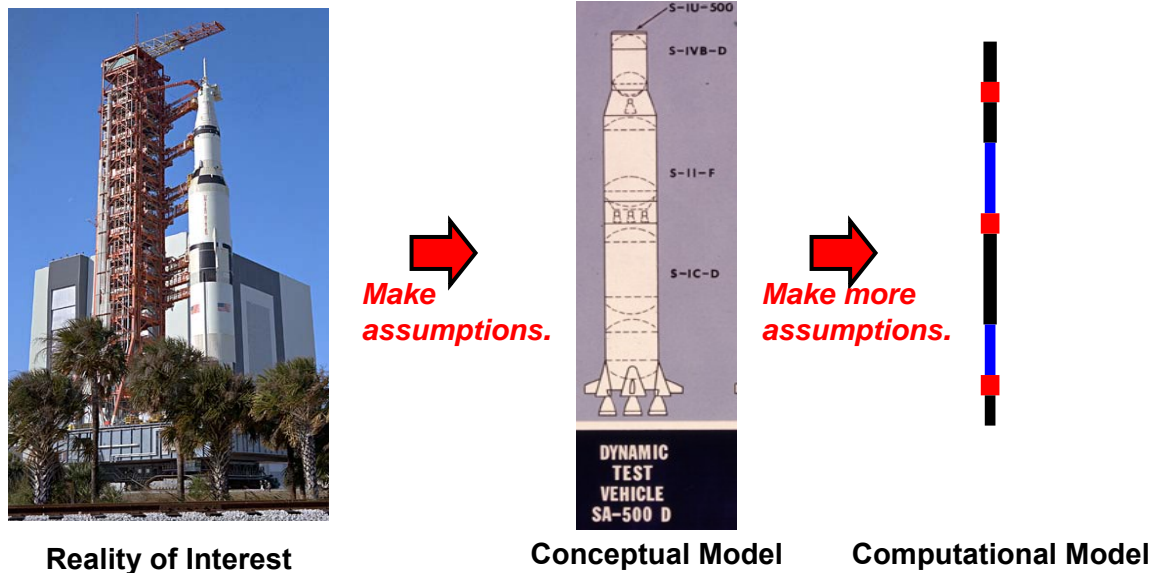 S-IU-500
S-IVB-D
S-II-F
S-IC-D
DYNAMIC
TEST
VEHICLE
SA-500 D
Make
assumptions.
Make more
assumptions.
Reality of Interest
Conceptual Model
Computational Model